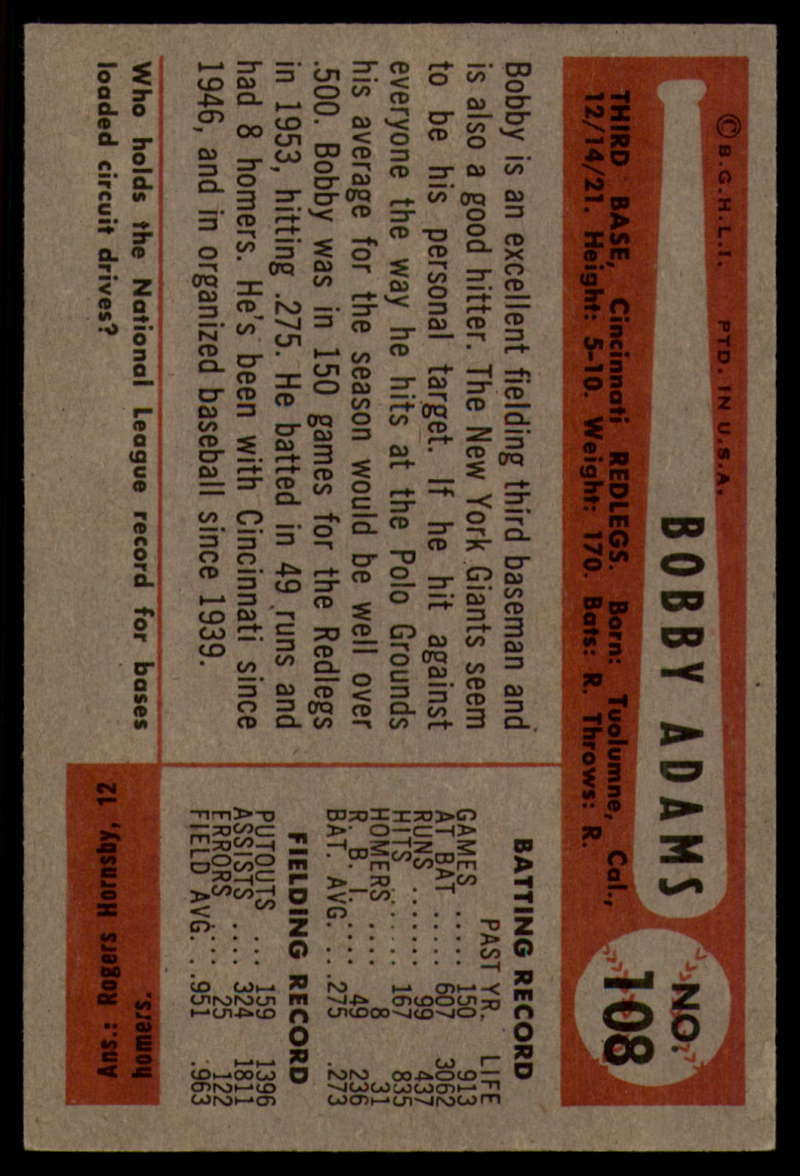 © B.G.H.L.I. PTD. IN U.S.A.
BOBBY ADAMS
NO.
108
THIRD BASE, Cincinnati REDLEGS. Born: Tuolumne, Cal.,
12/14/21. Height: 5-10. Weight: 170. Bats: R. Throws: R.
Bobby is an excellent fielding third baseman and
is also a good hitter. The New York Giants seem
to be his personal target. If he hit against
everyone the way he hits at the Polo Grounds
his average for the season would be well over
.500. Bobby was in 150 games for the Redlegs
in 1953, hitting .275. He batted in 49 runs and
had 8 homers. He's been with Cincinnati since
1946, and in organized baseball since 1939.
BATTING RECORD
PAST YR. LIFE
GAMES ..... 150 913
AT BAT ..... 607 3062
RUNS ....... 99 437
HITS ...... 167 835
HOMERS .... 8 31
R. B. I. .... 49 236
BAT. AVG. ... .275 .273
FIELDING RECORD
PUTOUTS ... 159 1396
ASSISTS .... 324 1811
ERRORS .... 25 122
FIELD AVG. . .951 .963
Who holds the National League record for bases
loaded circuit drives?
Ans.: Rogers Hornsby, 12
homers.